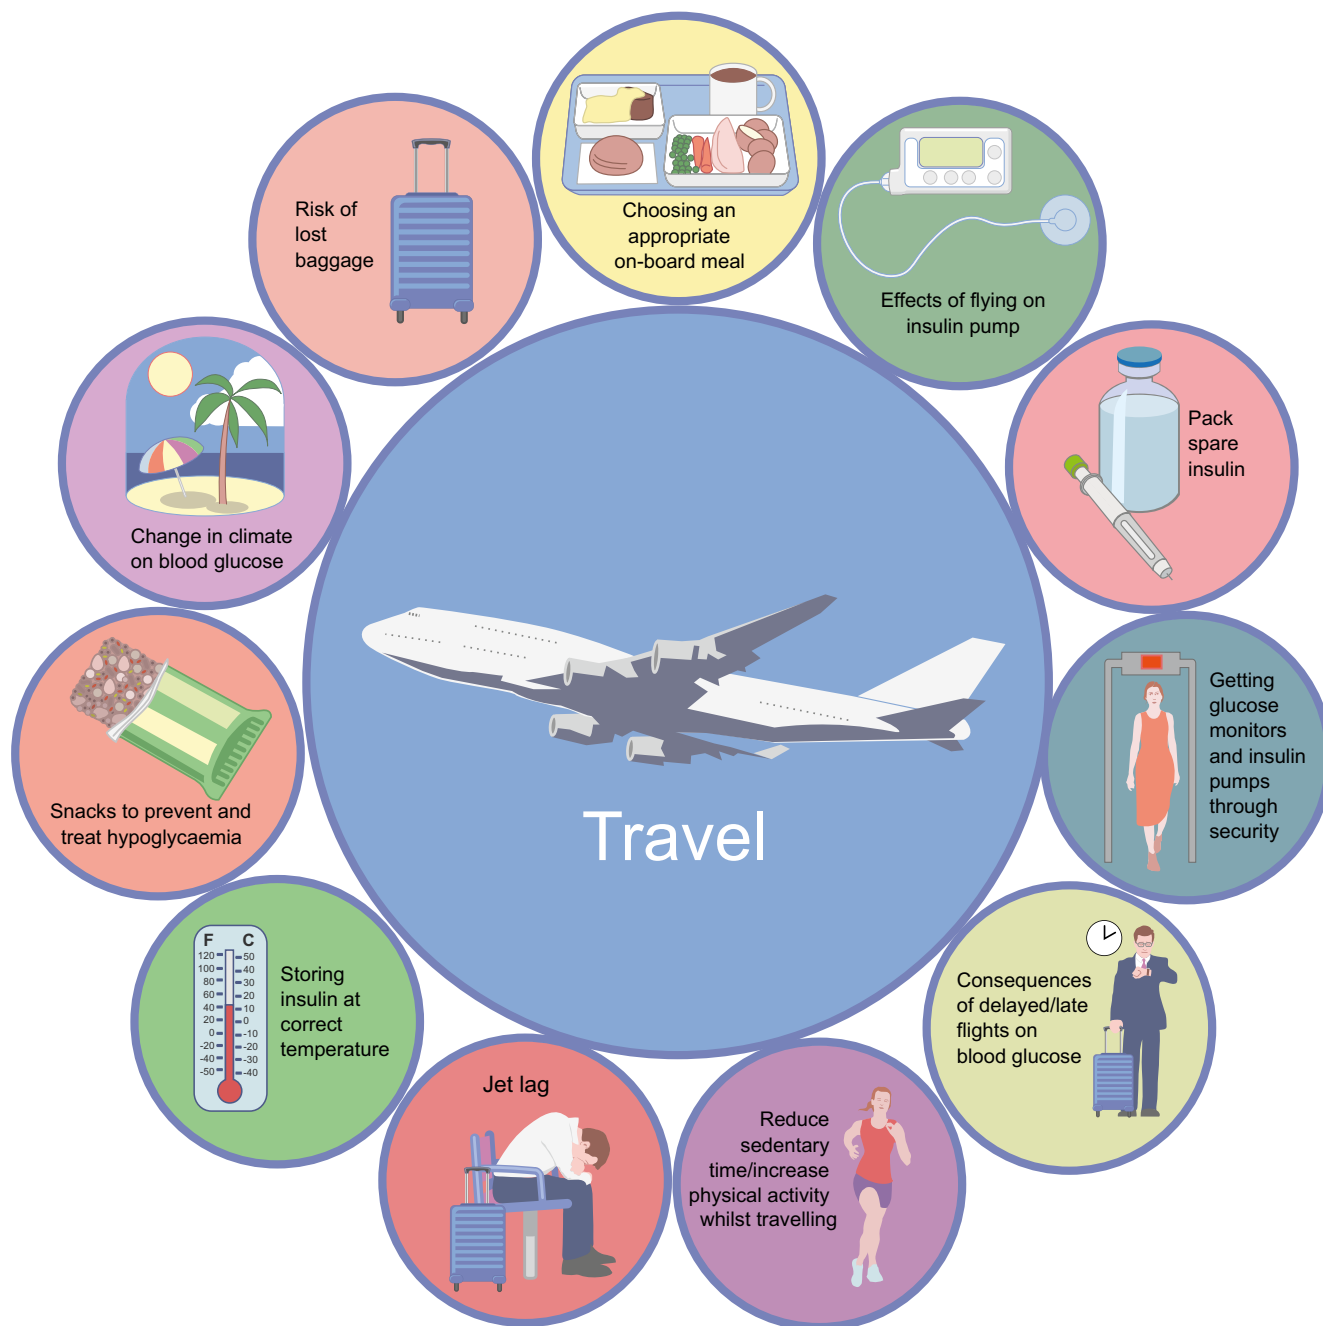 Choosing an
appropriate
on-board meal
Effects of flying on
insulin pump
Pack
spare
insulin
Getting
glucose
monitors
and insulin
pumps
through
security
Consequences
of delayed/late
flights on
blood glucose
Reduce
sedentary
time/increase
physical activity
whilst travelling
Jet lag
Storing
insulin at
correct
temperature
F C
120 50
100 40
80 30
60 20
40 10
20 0
0 -10
-20 -20
-40 -30
-50 -40
Snacks to prevent and
treat hypoglycaemia
Change in climate
on blood glucose
Risk of
lost
baggage
Travel